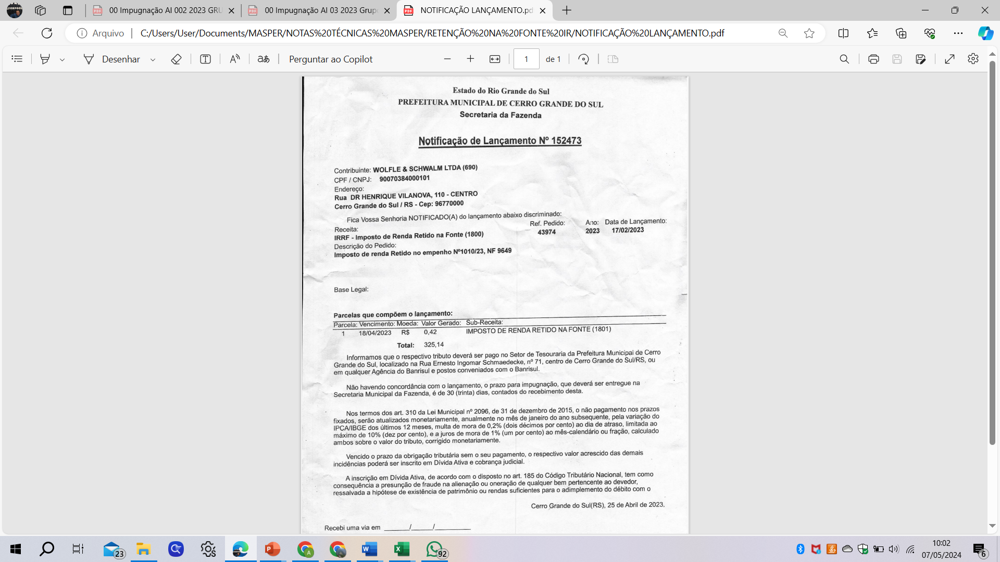 00 Impugnação AI 002 2023 GRU
00 Impugnação AI 03 2023 Grup
NOTIFICAÇÃO LANÇAMENTO.pd
Arquivo
C:/Users/User/Documents/MASPER/NOTAS%20TÉCNICAS%20MASPER/RETENÇÃO%20NA%20FONTE%20IR/NOTIFICAÇÃO%20LANÇAMENTO.pdf
Desenhar
Perguntar ao Copilot
1
de 1
Estado do Rio Grande do Sul
PREFEITURA MUNICIPAL DE CERRO GRANDE DO SUL
Secretaria da Fazenda
Notificação de Lançamento Nº 152473
Contribuinte: WOLFLE & SCHWALM LTDA (690)
CPF / CNPJ: 90070384000101
Endereço:
Rua DR HENRIQUE VILANOVA, 110 - CENTRO
Cerro Grande do Sul / RS - Cep: 96770000
Fica Vossa Senhoria NOTIFICADO(A) do lançamento abaixo discriminado:
Receita: Ref. Pedido: Ano: Data de Lançamento:
IRRF - Imposto de Renda Retido na Fonte (1800) 43974 2023 17/02/2023
Descrição do Pedido:
Imposto de renda Retido no empenho Nº1010/23, NF 9649
Base Legal:
Parcelas que compõem o lançamento:
Parcela: Vencimento: Moeda: Valor Gerado: Sub-Receita:
1 18/04/2023 R$ 0,42 IMPOSTO DE RENDA RETIDO NA FONTE (1801)
Total: 325,14
Informamos que o respectivo tributo deverá ser pago no Setor de Tesouraria da Prefeitura Municipal de Cerro
Grande do Sul, localizado na Rua Ernesto Ingomar Schmaedecke, nº 71, centro de Cerro Grande do Sul/RS, ou
em qualquer Agência do Banrisul e postos conveniados com o Banrisul.
Não havendo concordância com o lançamento, o prazo para impugnação, que deverá ser entregue na
Secretaria Municipal da Fazenda, é de 30 (trinta) dias, contados do recebimento desta.
Nos termos dos art. 310 da Lei Municipal nº 2096, de 31 de dezembro de 2015, o não pagamento nos prazos
fixados, serão atualizados monetariamente, anualmente no mês de janeiro do ano subsequente, pela variação do
IPCA/IBGE dos últimos 12 meses, multa de mora de 0,2% (dois décimos por cento) ao dia de atraso, limitada ao
máximo de 10% (dez por cento), e a juros de mora de 1% (um por cento) ao mês-calendário ou fração, calculado
ambos sobre o valor do tributo, corrigido monetariamente.
Vencido o prazo da obrigação tributária sem o seu pagamento, o respectivo valor acrescido das demais
incidências poderá ser inscrito em Dívida Ativa e cobrança judicial.
A inscrição em Dívida Ativa, de acordo com o disposto no art. 185 do Código Tributário Nacional, tem como
consequência a presunção de fraude na alienação ou oneração de qualquer bem pertencente ao devedor,
ressalvada a hipótese de existência de patrimônio ou rendas suficientes para o adimplemento do débito com o
Cerro Grande do Sul(RS), 25 de Abril de 2023.
Recebi uma via em ______/______/__________
23
92
10:02
07/05/2024
6